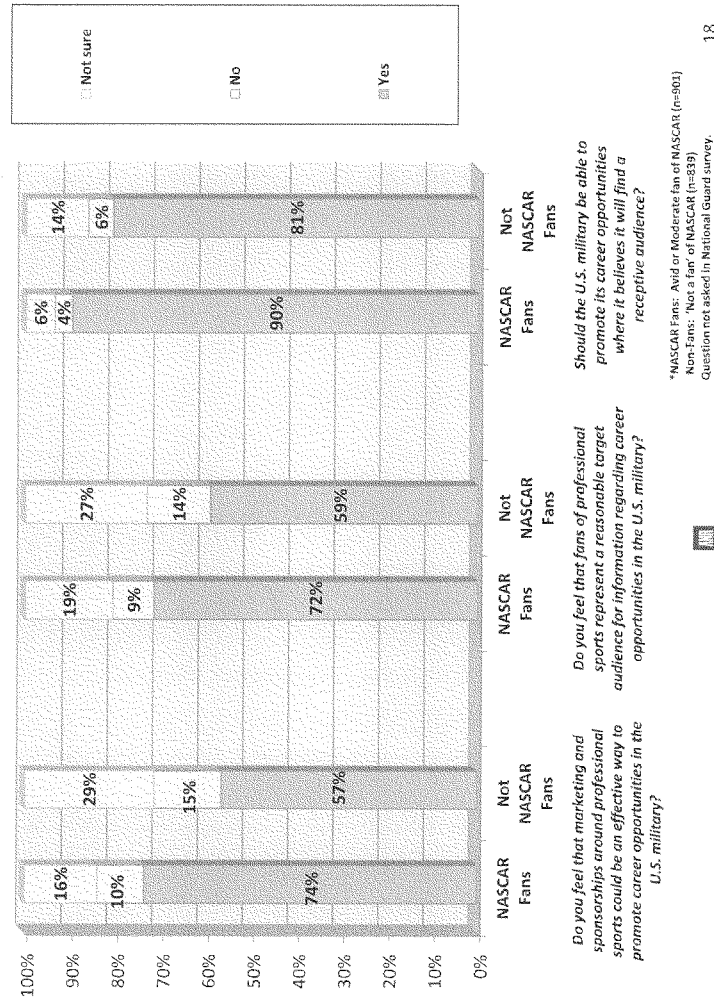 Not sure
No
Yes
100%
90%
80%
70%
60%
50%
40%
30%
20%
10%
0%
16%
10%
74%
29%
15%
57%
19%
9%
72%
27%
14%
59%
6%
4%
90%
14%
6%
81%
NASCAR
Fans
Not
NASCAR
Fans
NASCAR
Fans
Not
NASCAR
Fans
NASCAR
Fans
Not
NASCAR
Fans
Do you feel that marketing and
sponsorships around professional
sports could be an effective way to
promote career opportunities in the
U.S. military?
Do you feel that fans of professional
sports represent a reasonable target
audience for information regarding career
opportunities in the U.S. military?
Should the U.S. military be able to
promote its career opportunities
where it believes it will find a
receptive audience?
*NASCAR Fans: Avid or Moderate fan of NASCAR (n=901)
Non-Fans: 'Not a fan' of NASCAR (n=839)
Question not asked in National Guard survey.
18